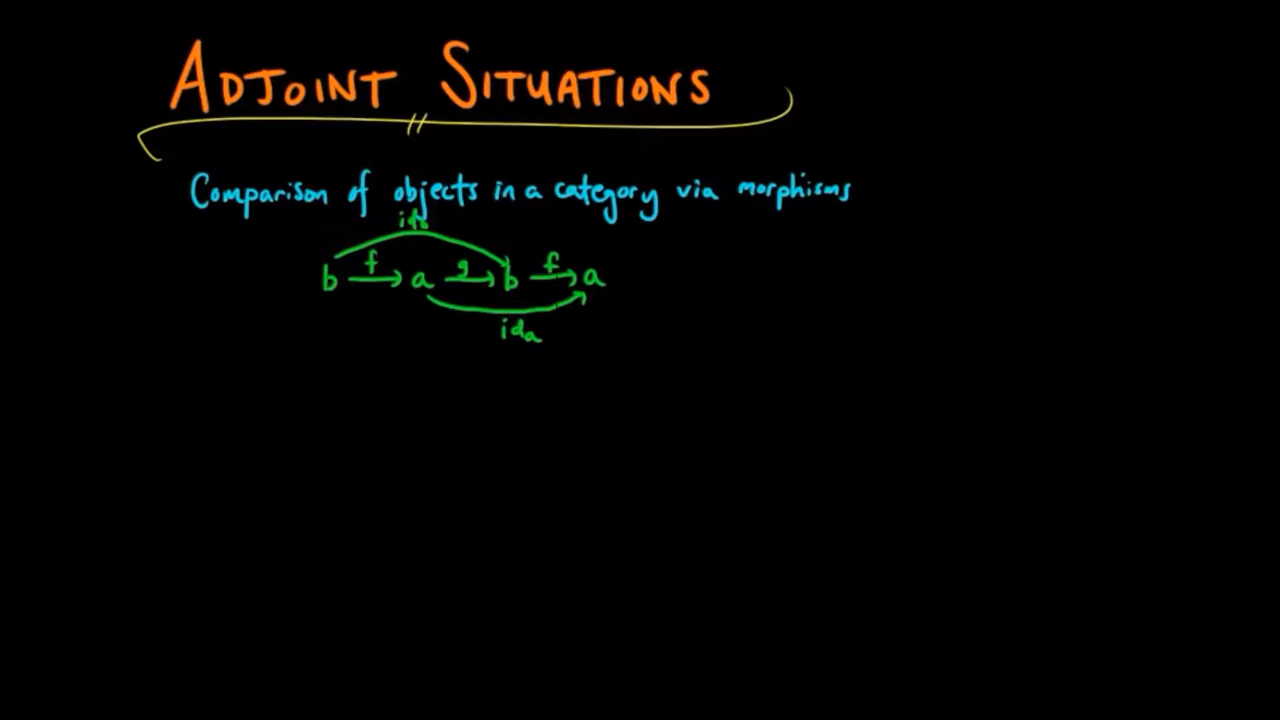 ADJOINT SITUATIONS
Comparison of objects in a category via morphisms
id_b
b →f a →g b →f a
id_a